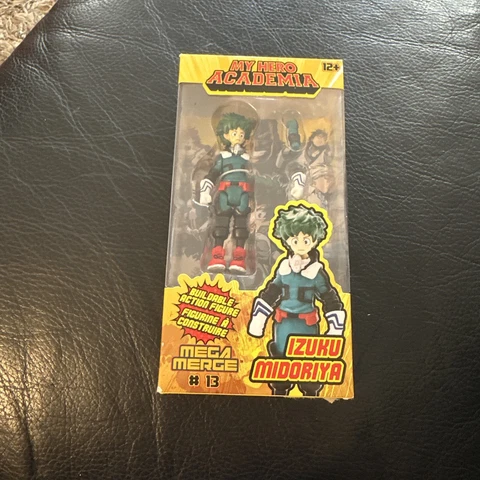 MY HERO
ACADEMIA
12+
BUILDABLE
ACTION FIGURE
FIGURINE À
CONSTRUIRE
MEGA
MERGE
# 13
IZUKU
MIDORIYA